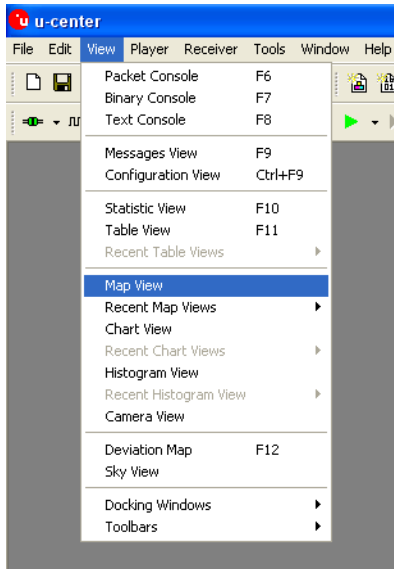 u-center
File Edit View Player Receiver Tools Window Help
Packet Console F6
Binary Console F7
Text Console F8
Messages View F9
Configuration View Ctrl+F9
Statistic View F10
Table View F11
Recent Table Views
Map View
Recent Map Views
Chart View
Recent Chart Views
Histogram View
Recent Histogram View
Camera View
Deviation Map F12
Sky View
Docking Windows
Toolbars